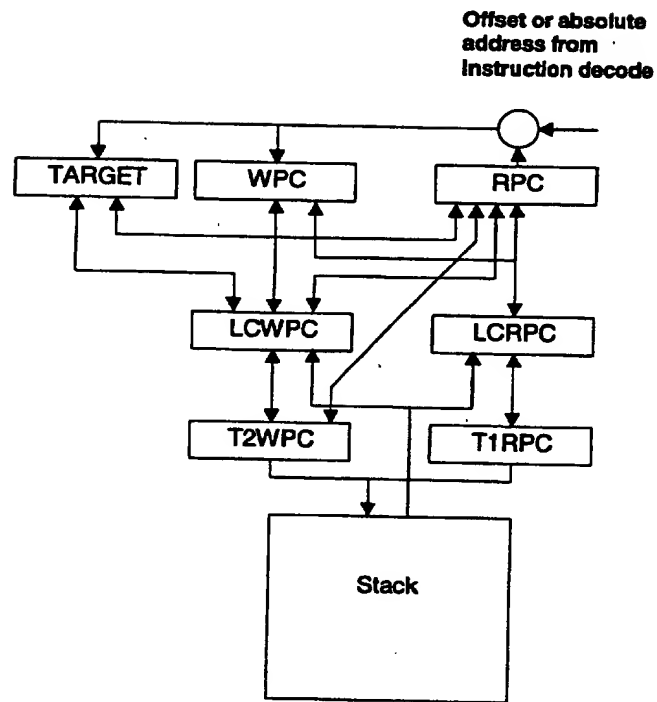 Offset or absolute
address from
Instruction decode
TARGET
WPC
RPC
LCWPC
LCRPC
T2WPC
T1RPC
Stack